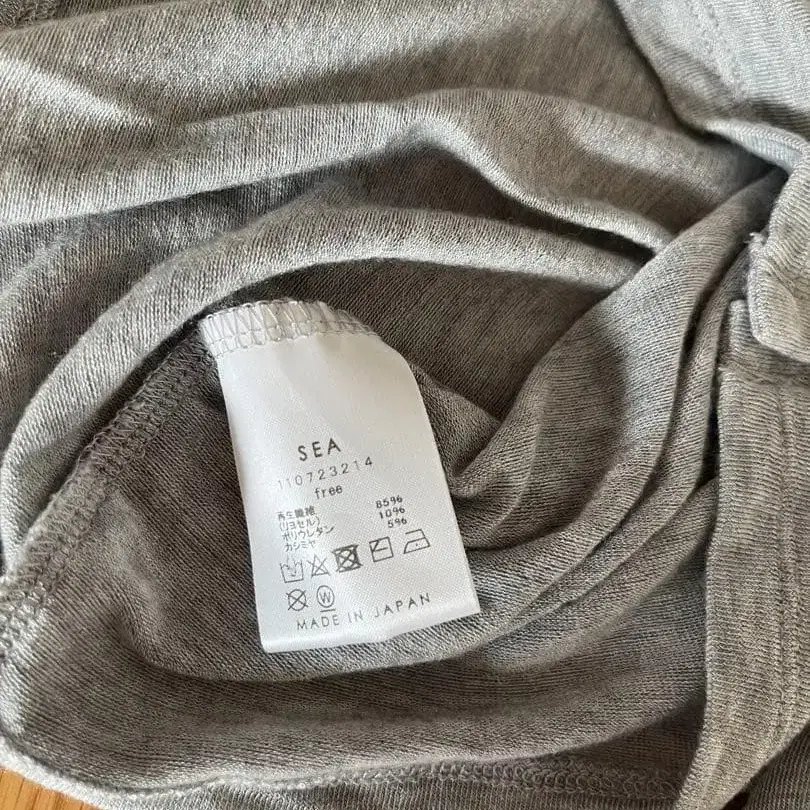 SEA
110723214
free
再生繊維 85%
(リヨセル) 10%
ポリウレタン 5%
カシミヤ
W
MADE IN JAPAN